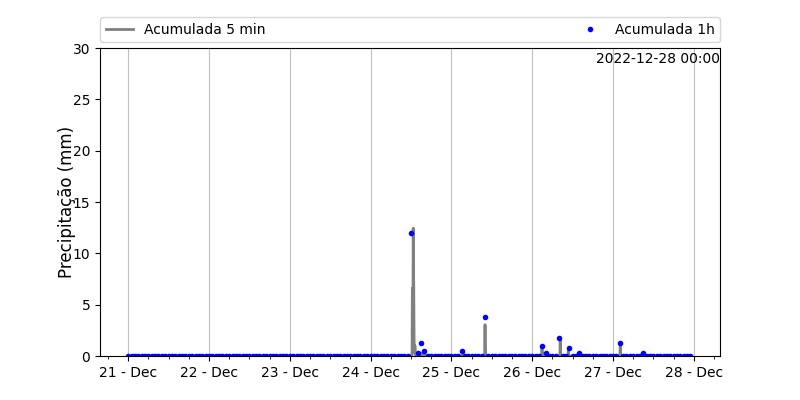 Acumulada 5 min
Acumulada 1h
2022-12-28 00:00
Precipitação (mm)
30
25
20
15
10
5
0
21 - Dec
22 - Dec
23 - Dec
24 - Dec
25 - Dec
26 - Dec
27 - Dec
28 - Dec